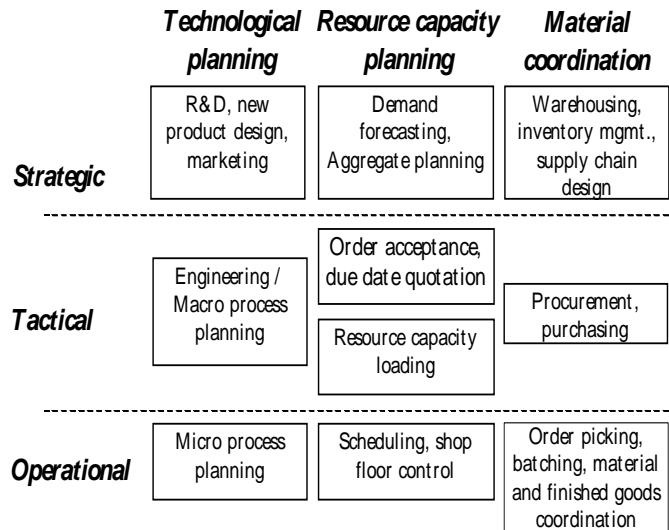 Technological planning
Resource capacity planning
Material coordination
Strategic
R&D, new
product design,
marketing
Demand
forecasting,
Aggregate planning
Warehousing,
inventory mgmt.,
supply chain
design
Tactical
Engineering /
Macro process
planning
Order acceptance,
due date quotation
Resource capacity
loading
Procurement,
purchasing
Operational
Micro process
planning
Scheduling, shop
floor control
Order picking,
batching, material
and finished goods
coordination